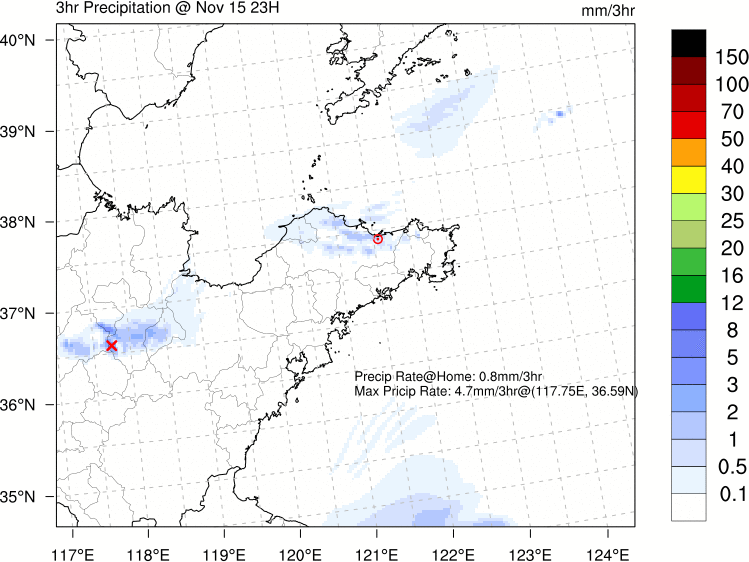 3hr Precipitation @ Nov 15 23H
mm/3hr
40°N
39°N
38°N
37°N
36°N
35°N
117°E
118°E
119°E
120°E
121°E
122°E
123°E
124°E
Precip Rate@Home: 0.8mm/3hr
Max Pricip Rate: 4.7mm/3hr@(117.75E, 36.59N)
150
100
70
50
40
30
25
20
16
12
8
5
3
2
1
0.5
0.1